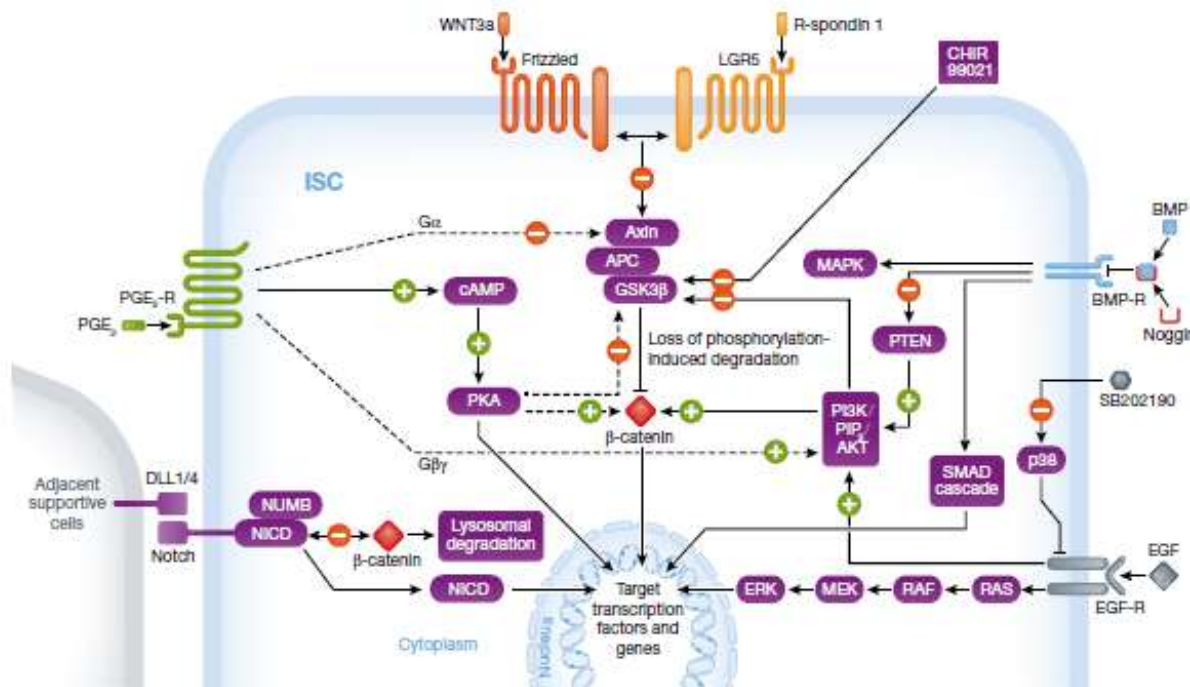 WNT3a
R-spondin 1
Frizzled
LGR5
CHIR
99021
ISC
Gα
Axin
APC
GSK3β
MAPK
BMP
BMP-R
Noggin
PGE2-R
PGE2
cAMP
PTEN
Loss of phosphorylation-
induced degradation
PKA
β-catenin
PI3K/
PIP3/
AKT
SB202190
p38
SMAD
cascade
Gβγ
Adjacent
supportive
cells
DLL1/4
NUMB
NICD
Notch
β-catenin
Lysosomal
degradation
EGF
EGF-R
NICD
Target
transcription
factors and
genes
ERK
MEK
RAF
RAS
Cytoplasm
Nucleus